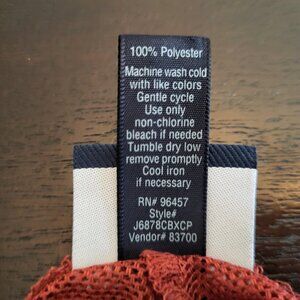 100% Polyester
Machine wash cold
with like colors
Gentle cycle
Use only
non-chlorine
bleach if needed
Tumble dry low
remove promptly
Cool iron
if necessary
RN# 96457
Style#
J6878CBXCP
Vendor# 83700